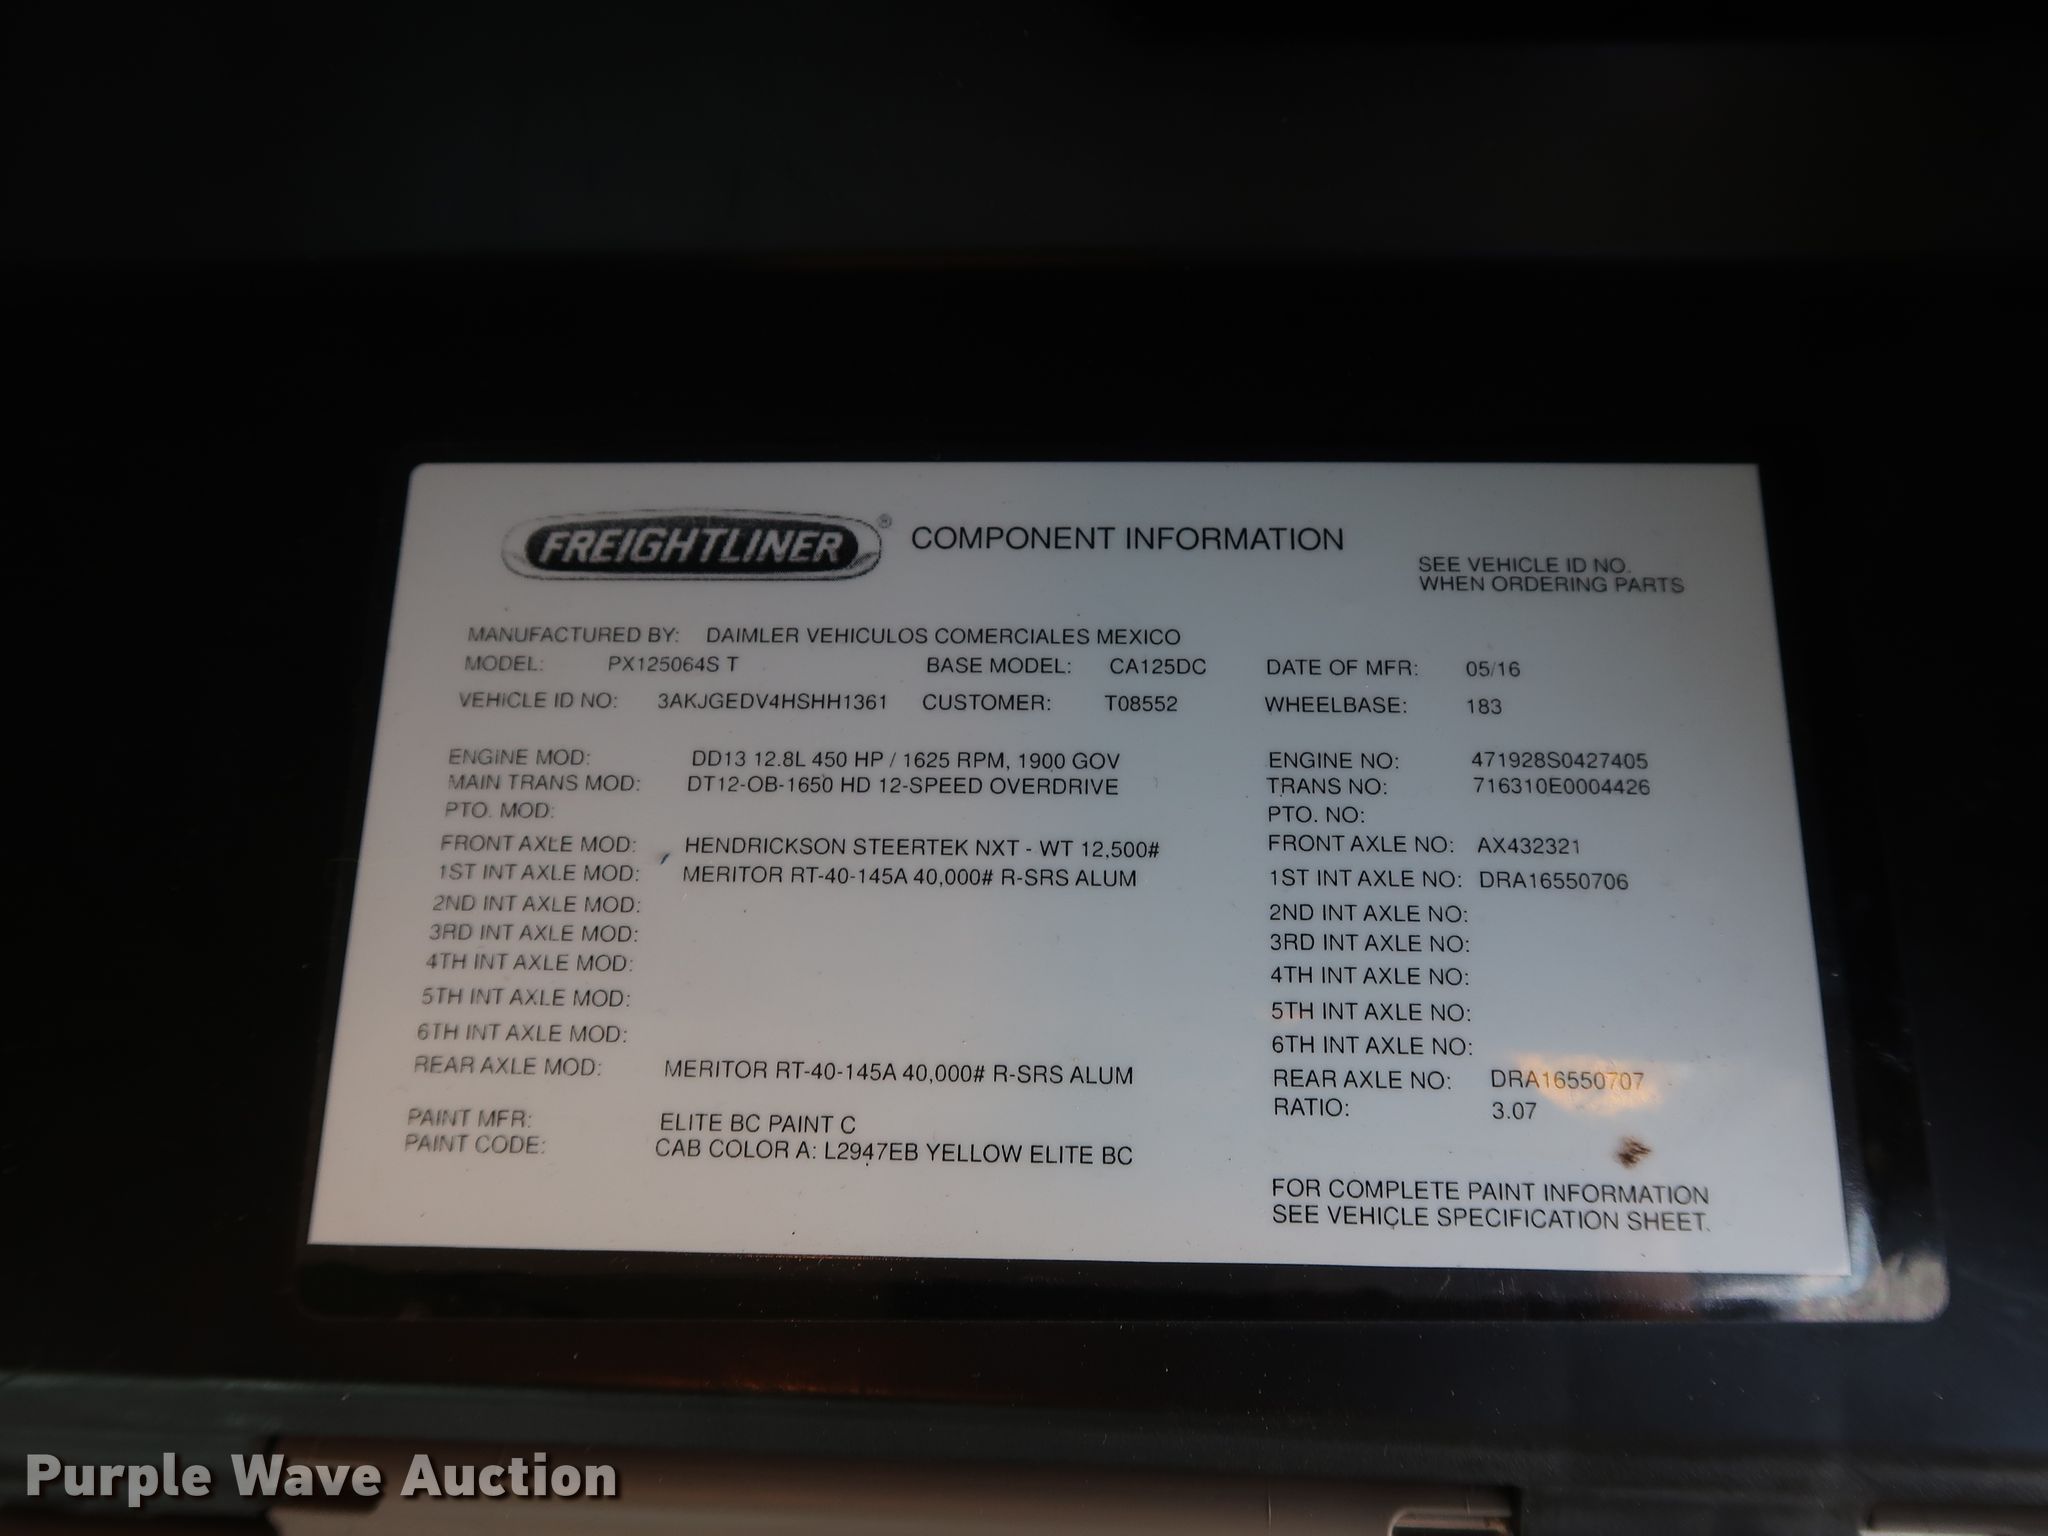 FREIGHTLINER ® COMPONENT INFORMATION
SEE VEHICLE ID NO.
WHEN ORDERING PARTS
MANUFACTURED BY: DAIMLER VEHICULOS COMERCIALES MEXICO
MODEL: PX125064S T BASE MODEL: CA125DC DATE OF MFR: 05/16
VEHICLE ID NO: 3AKJGEDV4HSHH1361 CUSTOMER: T08552 WHEELBASE: 183
ENGINE MOD: DD13 12.8L 450 HP / 1625 RPM, 1900 GOV ENGINE NO: 471928S0427405
MAIN TRANS MOD: DT12-OB-1650 HD 12-SPEED OVERDRIVE TRANS NO: 716310E0004426
PTO. MOD: PTO. NO:
FRONT AXLE MOD: HENDRICKSON STEERTEK NXT - WT 12,500# FRONT AXLE NO: AX432321
1ST INT AXLE MOD: MERITOR RT-40-145A 40,000# R-SRS ALUM 1ST INT AXLE NO: DRA16550706
2ND INT AXLE MOD: 2ND INT AXLE NO:
3RD INT AXLE MOD: 3RD INT AXLE NO:
4TH INT AXLE MOD: 4TH INT AXLE NO:
5TH INT AXLE MOD: 5TH INT AXLE NO:
6TH INT AXLE MOD: 6TH INT AXLE NO:
REAR AXLE MOD: MERITOR RT-40-145A 40,000# R-SRS ALUM REAR AXLE NO: DRA16550707
RATIO: 3.07
PAINT MFR: ELITE BC PAINT C
PAINT CODE: CAB COLOR A: L2947EB YELLOW ELITE BC
FOR COMPLETE PAINT INFORMATION
SEE VEHICLE SPECIFICATION SHEET.
Purple Wave Auction